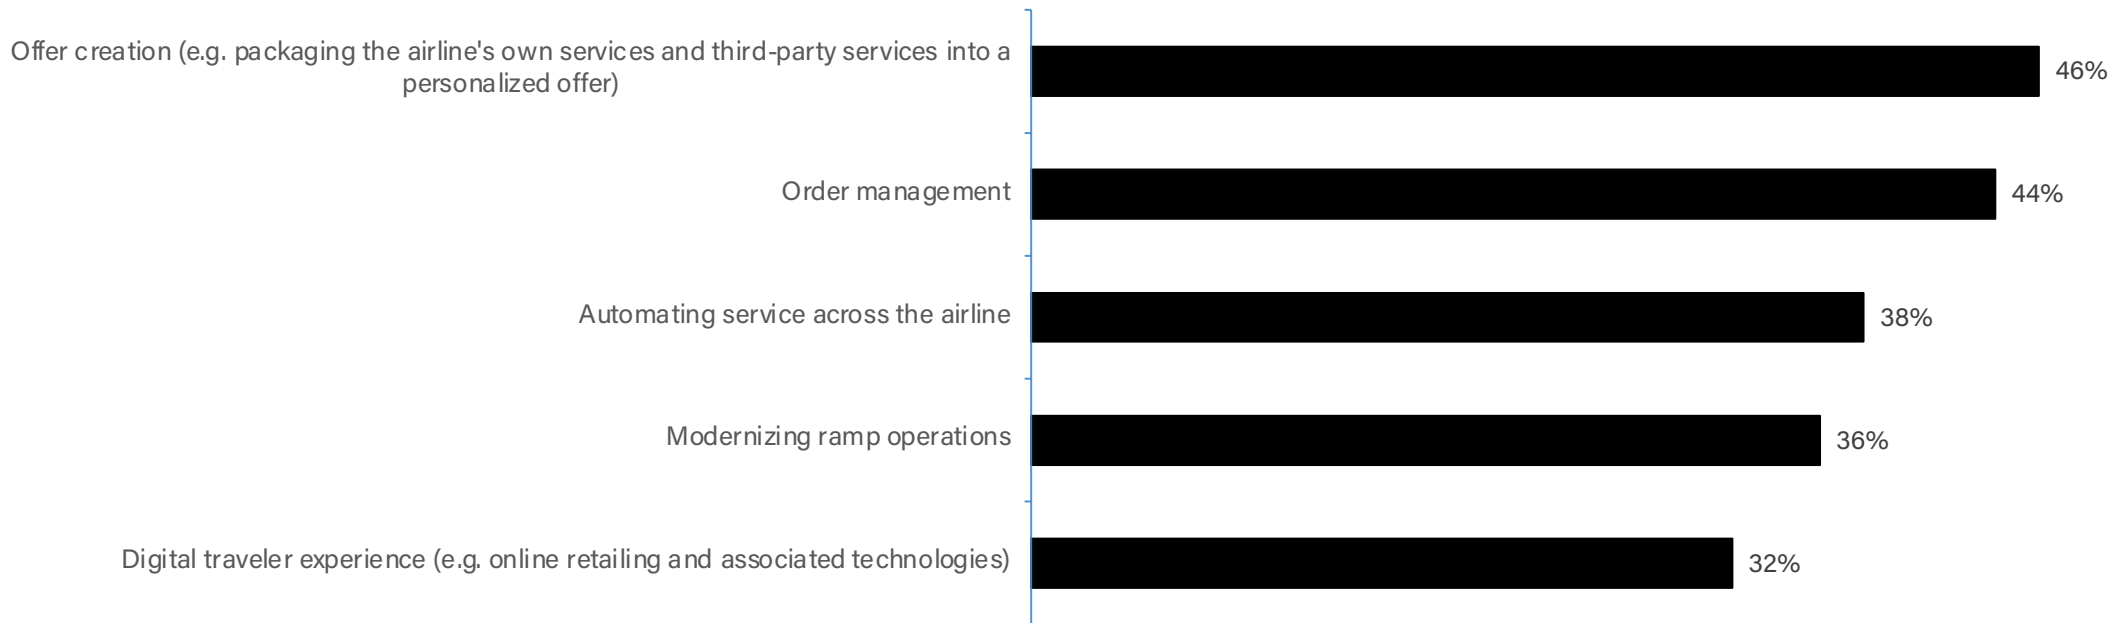 Offer creation (e.g. packaging the airline's own services and third-party services into a
personalized offer)
46%
Order management
44%
Automating service across the airline
38%
Modernizing ramp operations
36%
Digital traveler experience (e.g. online retailing and associated technologies)
32%